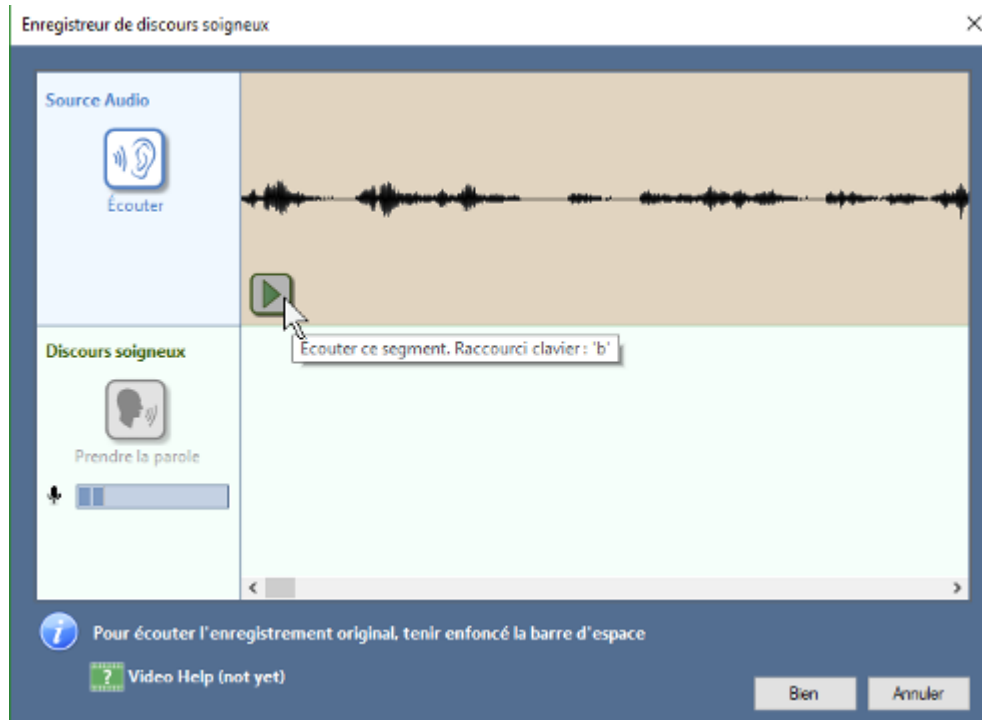 Enregistreur de discours soigneux
Source Audio
Écouter
Ecouter ce segment. Raccourci clavier : 'b'
Discours soigneux
Prendre la parole
Pour écouter l'enregistrement original, tenir enfoncé la barre d'espace
? Video Help (not yet)
Bien Annuler